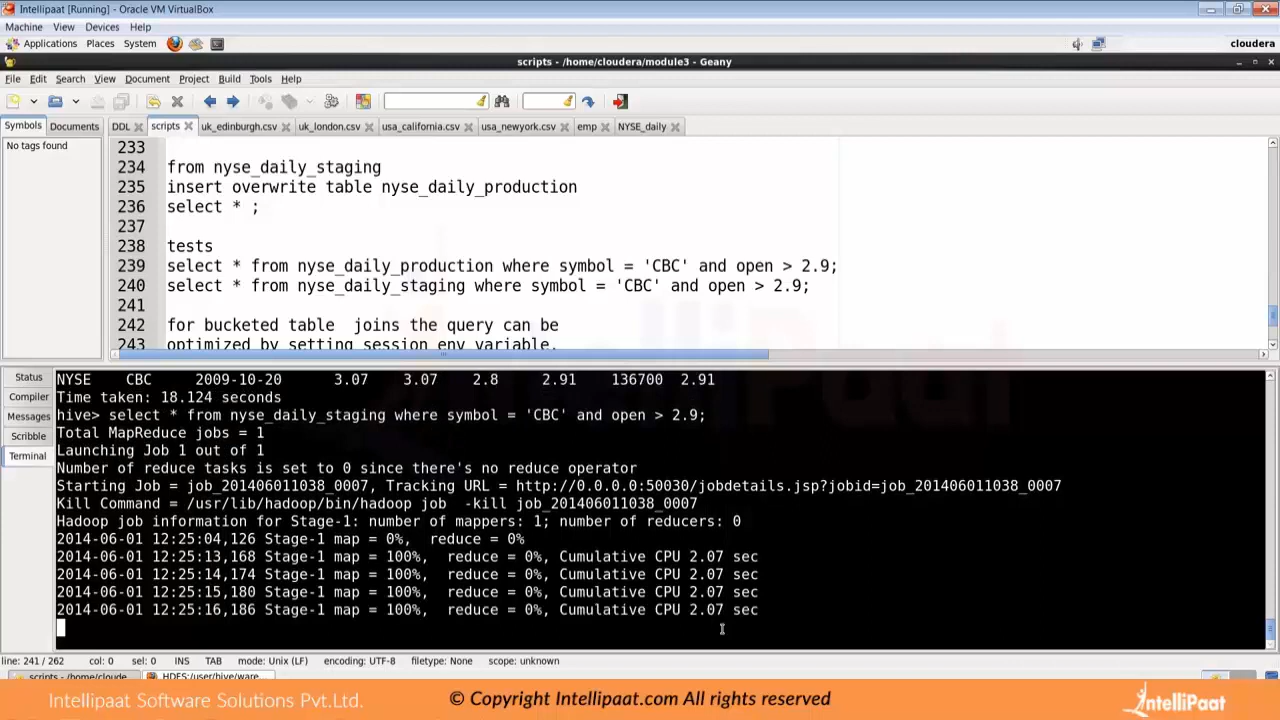 Intellipaat [Running] - Oracle VM VirtualBox
Machine View Devices Help
Applications Places System cloudera
scripts - /home/cloudera/module3 - Geany
File Edit Search View Document Project Build Tools Help
Symbols Documents DDL scripts uk_edinburgh.csv uk_london.csv usa_california.csv usa_newyork.csv emp NYSE_daily
No tags found
233
234 from nyse_daily_staging
235 insert overwrite table nyse_daily_production
236 select * ;
237
238 tests
239 select * from nyse_daily_production where symbol = 'CBC' and open > 2.9;
240 select * from nyse_daily_staging where symbol = 'CBC' and open > 2.9;
241
242 for bucketed table joins the query can be
243 optimized by setting session env variable.
Status
Compiler
Messages
Scribble
Terminal
NYSE CBC 2009-10-20 3.07 3.07 2.8 2.91 136700 2.91
Time taken: 18.124 seconds
hive> select * from nyse_daily_staging where symbol = 'CBC' and open > 2.9;
Total MapReduce jobs = 1
Launching Job 1 out of 1
Number of reduce tasks is set to 0 since there's no reduce operator
Starting Job = job_201406011038_0007, Tracking URL = http://0.0.0.0:50030/jobdetails.jsp?jobid=job_201406011038_0007
Kill Command = /usr/lib/hadoop/bin/hadoop job -kill job_201406011038_0007
Hadoop job information for Stage-1: number of mappers: 1; number of reducers: 0
2014-06-01 12:25:04,126 Stage-1 map = 0%, reduce = 0%
2014-06-01 12:25:13,168 Stage-1 map = 100%, reduce = 0%, Cumulative CPU 2.07 sec
2014-06-01 12:25:14,174 Stage-1 map = 100%, reduce = 0%, Cumulative CPU 2.07 sec
2014-06-01 12:25:15,180 Stage-1 map = 100%, reduce = 0%, Cumulative CPU 2.07 sec
2014-06-01 12:25:16,186 Stage-1 map = 100%, reduce = 0%, Cumulative CPU 2.07 sec
line: 241 / 262 col: 0 sel: 0 INS TAB mode: Unix (LF) encoding: UTF-8 filetype: None scope: unknown
scripts - /home/cloude... HDFS:/user/hive/ware...
Intellipaat Software Solutions Pvt.Ltd. © Copyright Intellipaat.com All rights reserved IntelliPaat